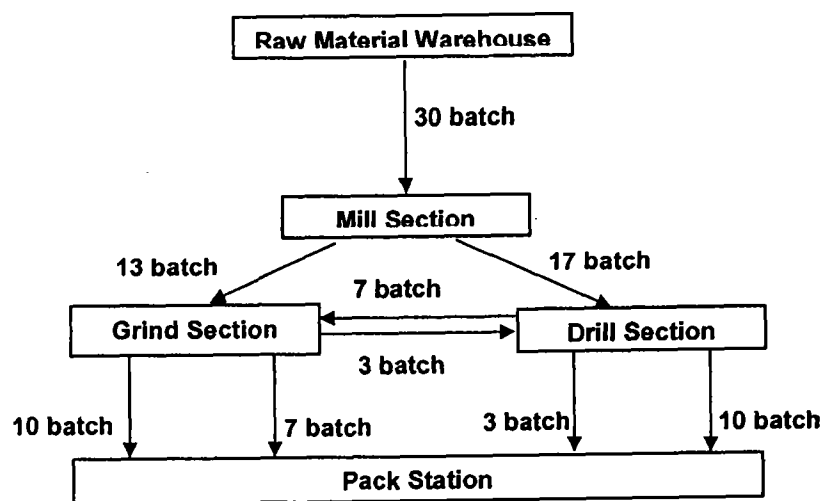 Raw Material Warehouse
30 batch
Mill Section
13 batch
17 batch
7 batch
Grind Section
Drill Section
3 batch
10 batch
7 batch
3 batch
10 batch
Pack Station